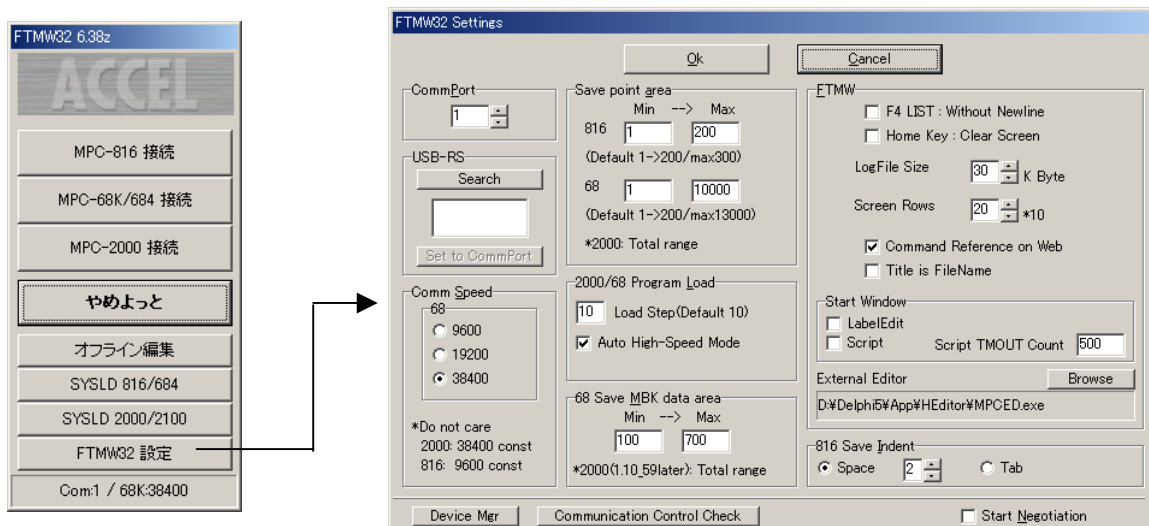 FTMW32 6.38z
ACCEL
MPC-816 接続
MPC-68K/684 接続
MPC-2000 接続
やめよっと
オフライン編集
SYSLD 816/684
SYSLD 2000/2100
FTMW32 設定
Com:1 / 68K:38400
FTMW32 Settings
Ok
Cancel
CommPort
1
USB-RS
Search
Set to CommPort
Comm Speed
68
9600
19200
38400
*Do not care
2000: 38400 const
816: 9600 const
Save point area
Min --> Max
816 1 200
(Default 1->200/max300)
68 1 10000
(Default 1->200/max13000)
*2000: Total range
2000/68 Program Load
10 Load Step(Default 10)
Auto High-Speed Mode
68 Save MBK data area
Min --> Max
100 700
*2000(1.10_59later): Total range
FTMW
F4 LIST : Without Newline
Home Key : Clear Screen
LogFile Size 30 K Byte
Screen Rows 20 *10
Command Reference on Web
Title is FileName
Start Window
LabelEdit
Script Script TMOUT Count 500
External Editor Browse
D:¥Delphi5¥App¥HEditor¥MPCED.exe
816 Save Indent
Space 2 Tab
Device Mgr Communication Control Check Start Negotiation